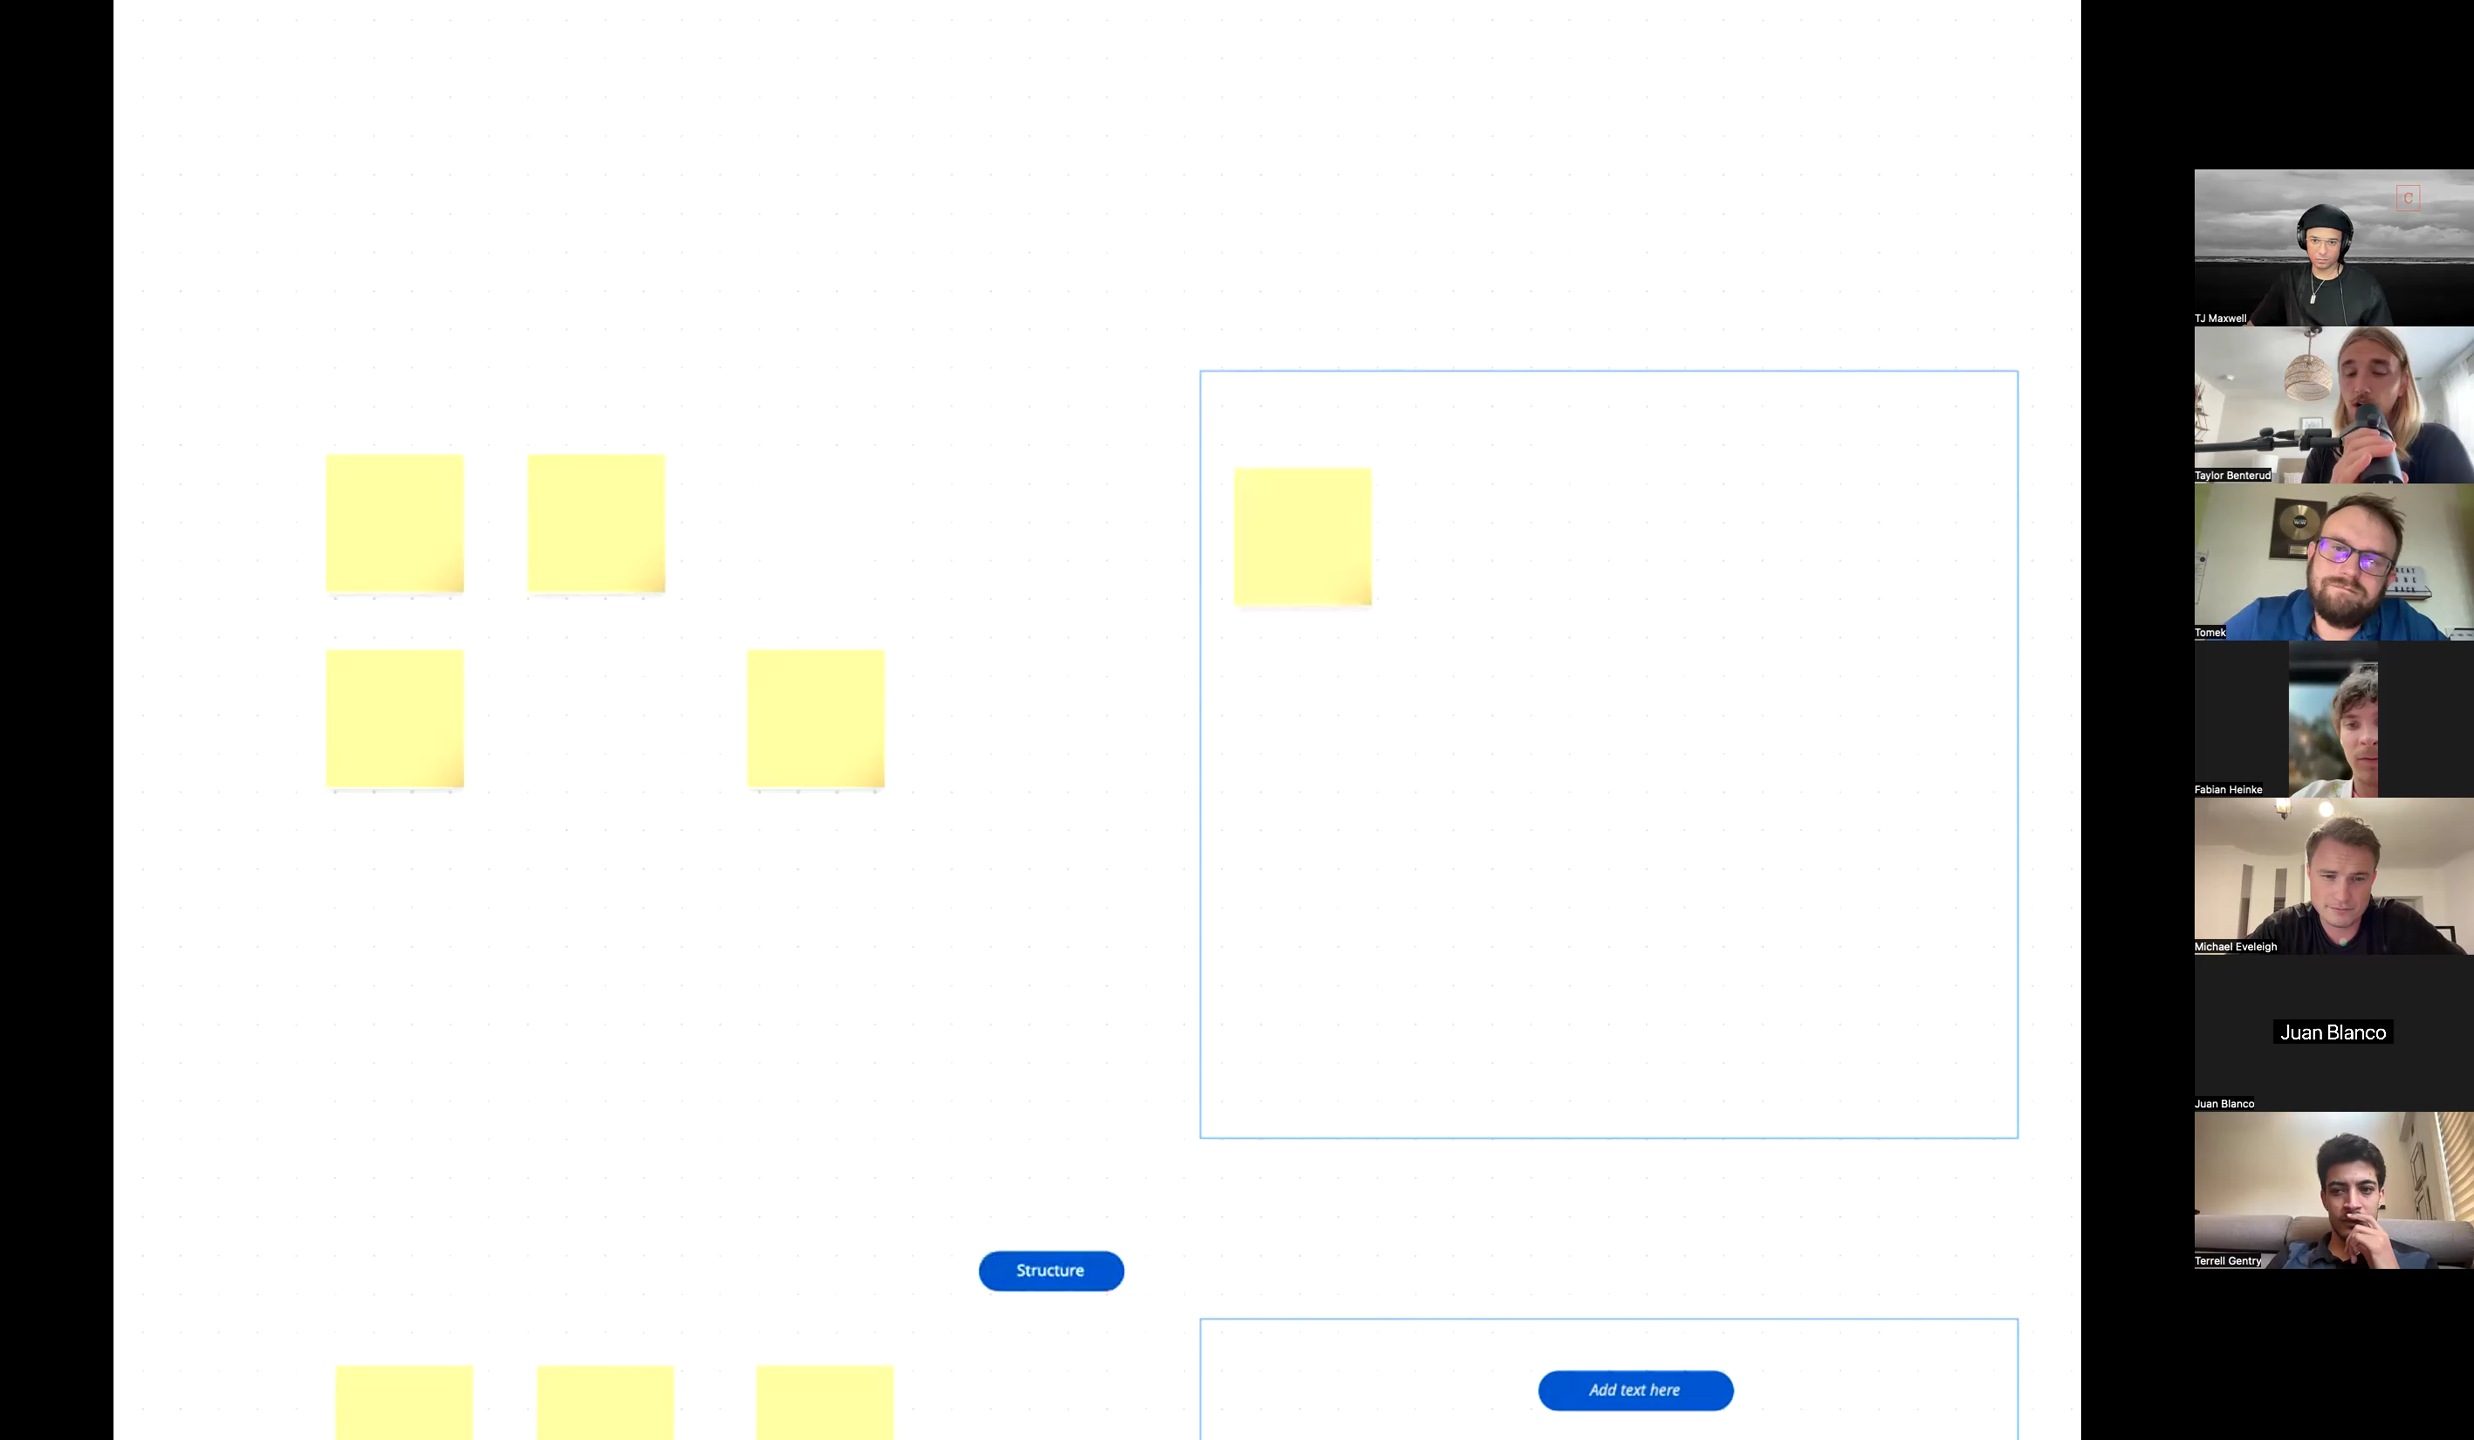 Structure
Add text here
C
TJ Maxwell
Taylor Benterud
Tomek
Fabian Heinke
Michael Eveleigh
Juan Blanco
Juan Blanco
Terrell Gentry